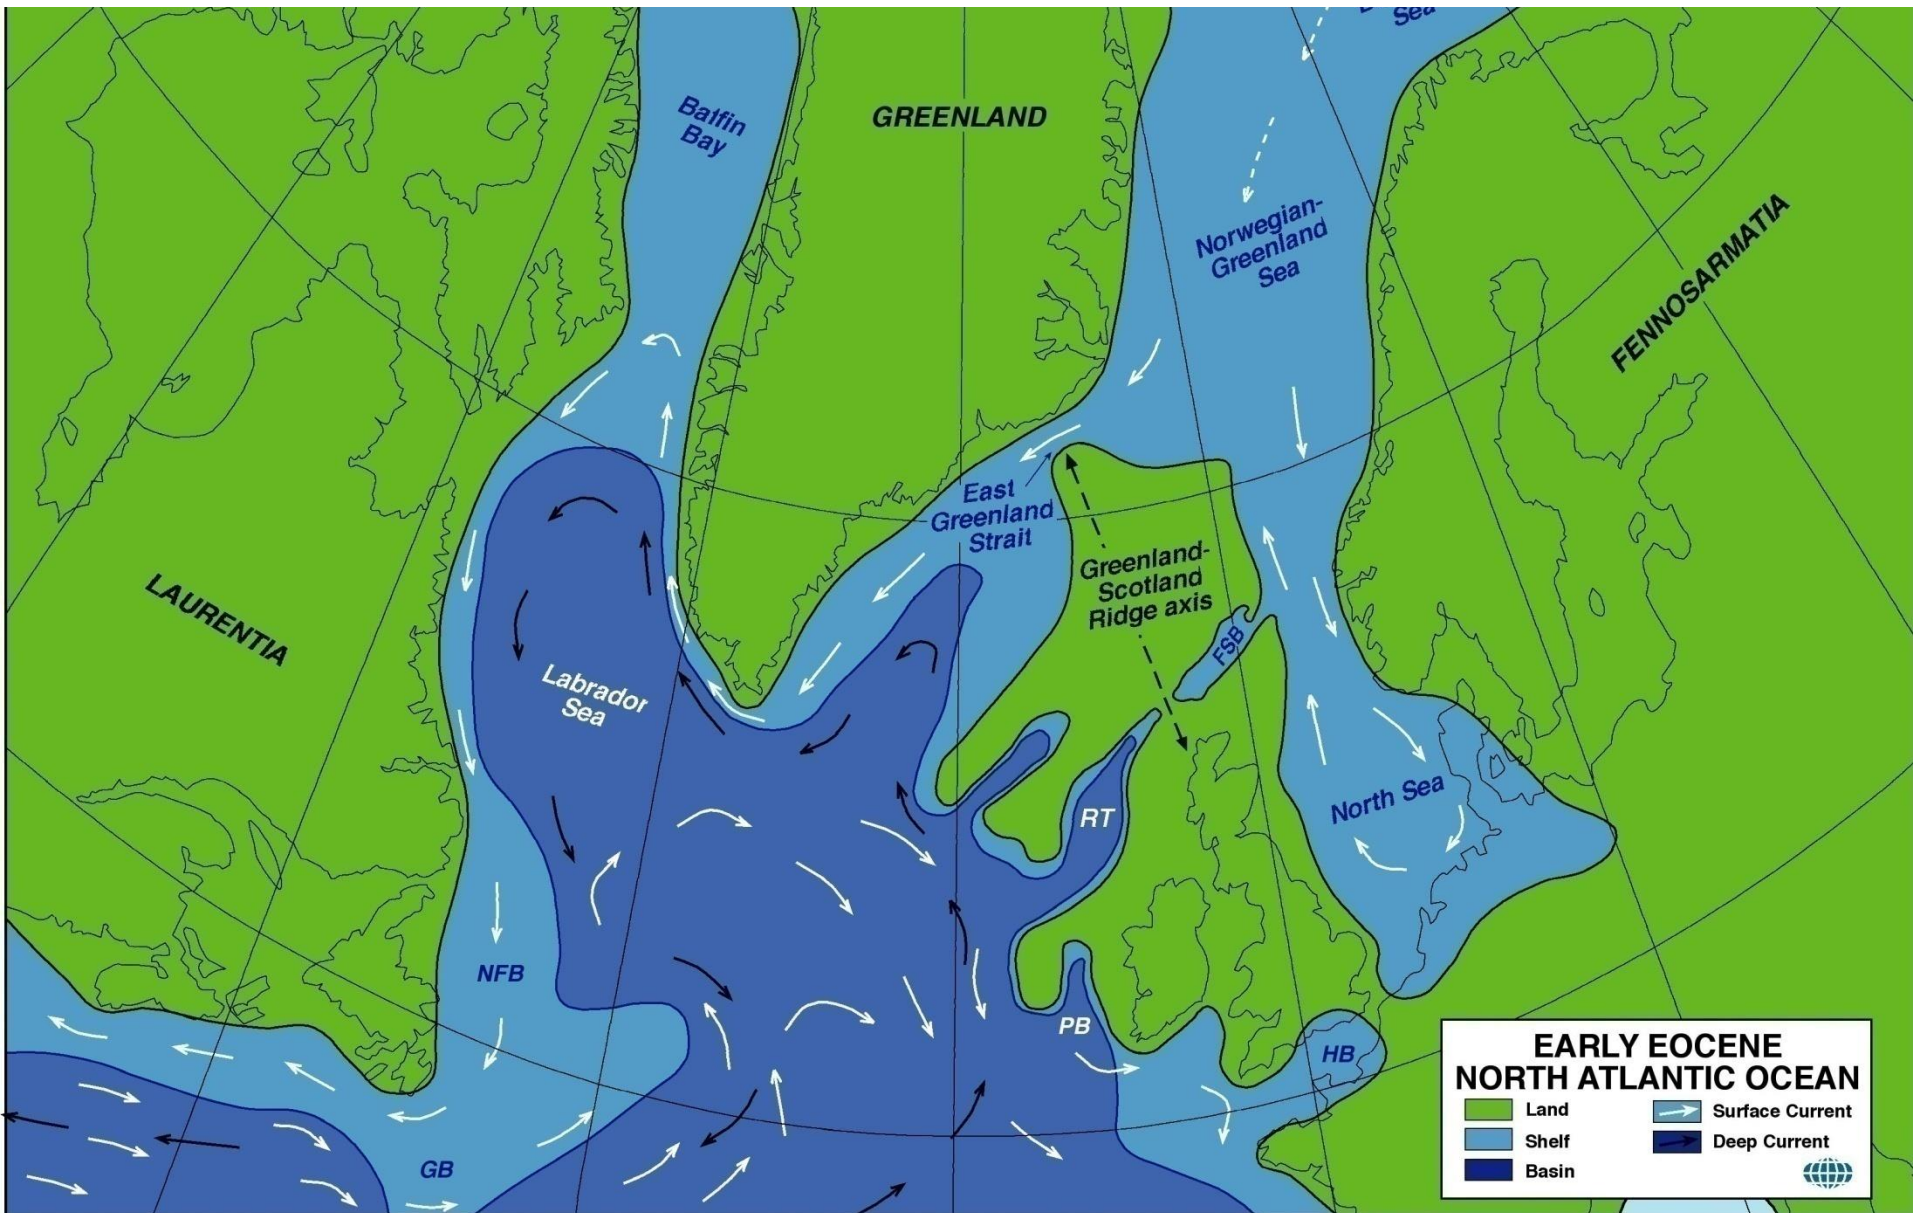 Sea
Baffin
Bay
GREENLAND
Norwegian-
Greenland
Sea
FENNOSARMATIA
East
Greenland
Strait
Greenland-
Scotland
Ridge axis
LAURENTIA
FSB
Labrador
Sea
North Sea
RT
NFB
PB
HB
GB
EARLY EOCENE
NORTH ATLANTIC OCEAN
Land
Surface Current
Shelf
Deep Current
Basin